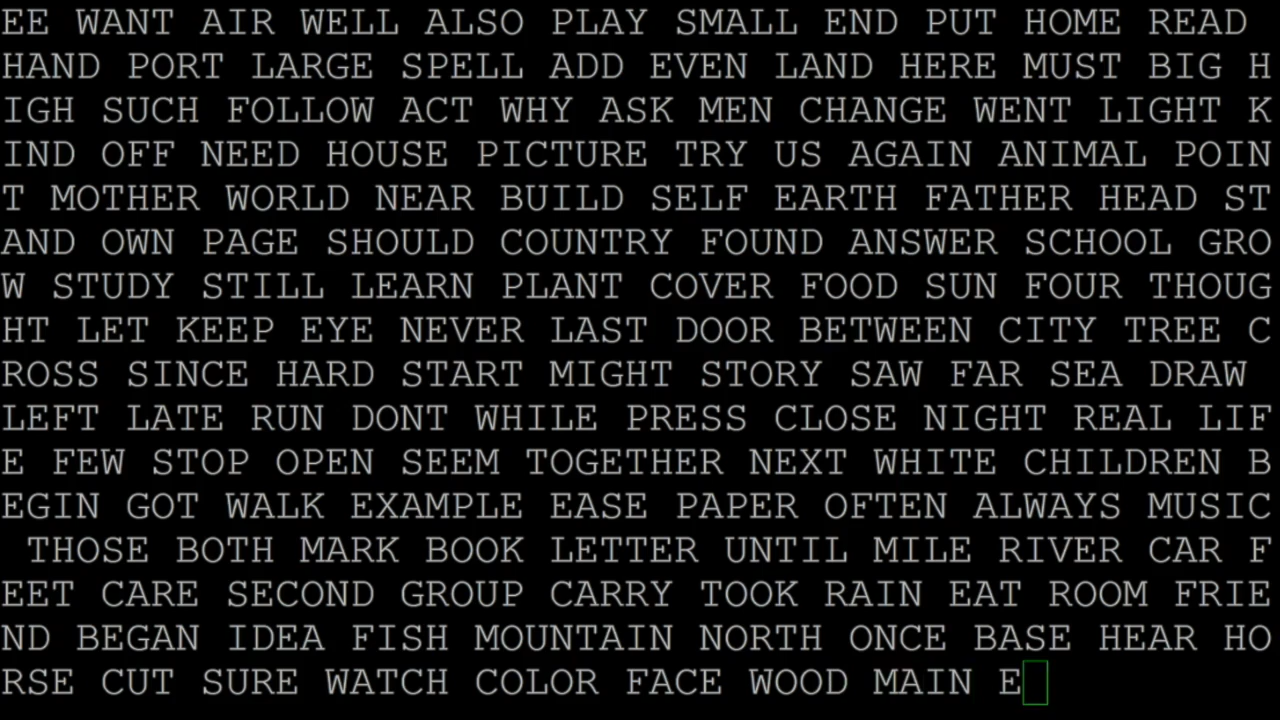 EE WANT AIR WELL ALSO PLAY SMALL END PUT HOME READ
HAND PORT LARGE SPELL ADD EVEN LAND HERE MUST BIG H
IGH SUCH FOLLOW ACT WHY ASK MEN CHANGE WENT LIGHT K
IND OFF NEED HOUSE PICTURE TRY US AGAIN ANIMAL POIN
T MOTHER WORLD NEAR BUILD SELF EARTH FATHER HEAD ST
AND OWN PAGE SHOULD COUNTRY FOUND ANSWER SCHOOL GRO
W STUDY STILL LEARN PLANT COVER FOOD SUN FOUR THOUG
HT LET KEEP EYE NEVER LAST DOOR BETWEEN CITY TREE C
ROSS SINCE HARD START MIGHT STORY SAW FAR SEA DRAW
LEFT LATE RUN DONT WHILE PRESS CLOSE NIGHT REAL LIF
E FEW STOP OPEN SEEM TOGETHER NEXT WHITE CHILDREN B
EGIN GOT WALK EXAMPLE EASE PAPER OFTEN ALWAYS MUSIC
THOSE BOTH MARK BOOK LETTER UNTIL MILE RIVER CAR F
EET CARE SECOND GROUP CARRY TOOK RAIN EAT ROOM FRIE
ND BEGAN IDEA FISH MOUNTAIN NORTH ONCE BASE HEAR HO
RSE CUT SURE WATCH COLOR FACE WOOD MAIN E